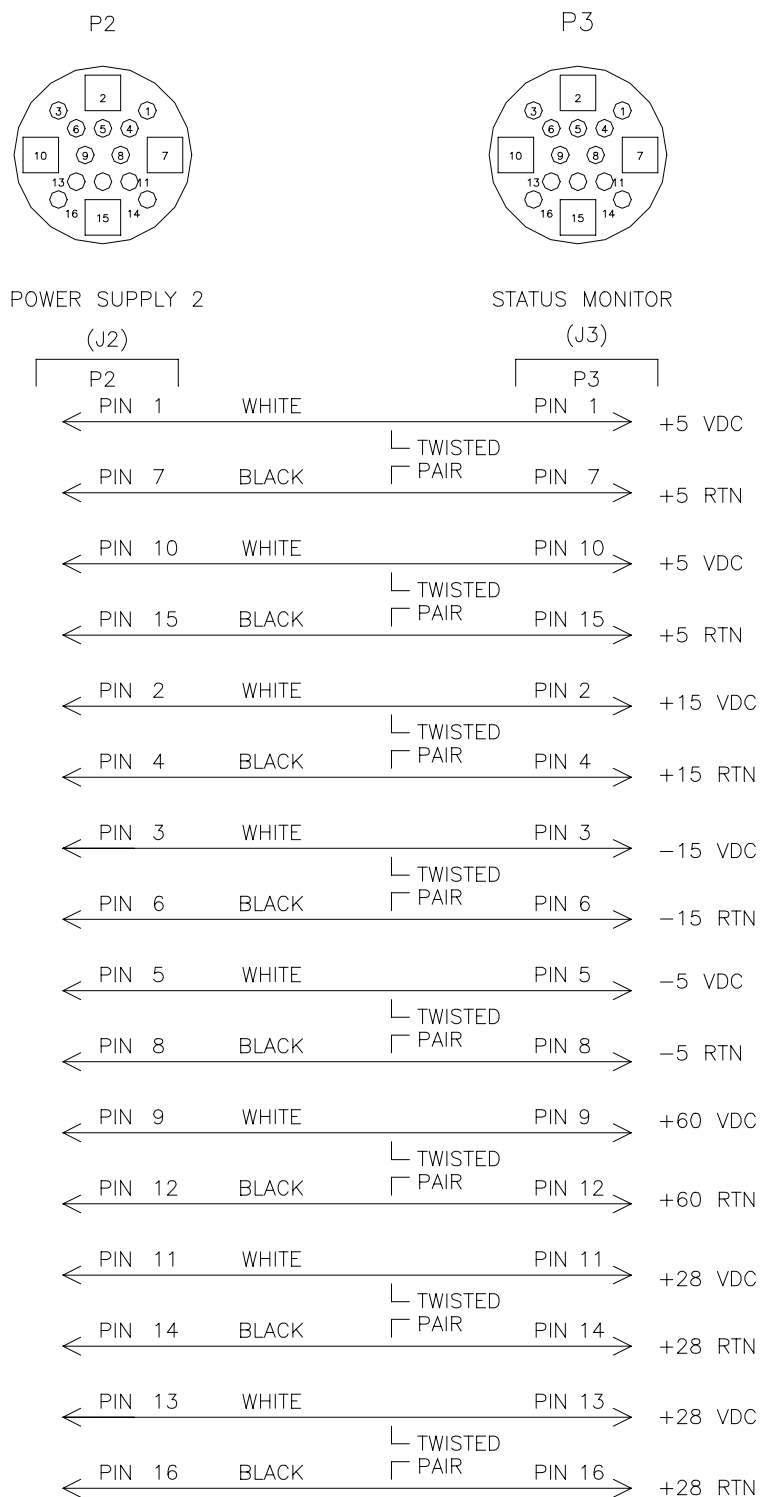 P2 P3
2 2
3 1 3 1
6 5 4 6 5 4
10 9 8 7 10 9 8 7
13 11 13 11
16 15 14 16 15 14
POWER SUPPLY 2 STATUS MONITOR
(J2) (J3)
P2 P3
PIN 1 WHITE PIN 1 +5 VDC
TWISTED
PAIR
PIN 7 BLACK PIN 7 +5 RTN
PIN 10 WHITE PIN 10 +5 VDC
TWISTED
PAIR
PIN 15 BLACK PIN 15 +5 RTN
PIN 2 WHITE PIN 2 +15 VDC
TWISTED
PAIR
PIN 4 BLACK PIN 4 +15 RTN
PIN 3 WHITE PIN 3 −15 VDC
TWISTED
PAIR
PIN 6 BLACK PIN 6 −15 RTN
PIN 5 WHITE PIN 5 −5 VDC
TWISTED
PAIR
PIN 8 BLACK PIN 8 −5 RTN
PIN 9 WHITE PIN 9 +60 VDC
TWISTED
PAIR
PIN 12 BLACK PIN 12 +60 RTN
PIN 11 WHITE PIN 11 +28 VDC
TWISTED
PAIR
PIN 14 BLACK PIN 14 +28 RTN
PIN 13 WHITE PIN 13 +28 VDC
TWISTED
PAIR
PIN 16 BLACK PIN 16 +28 RTN